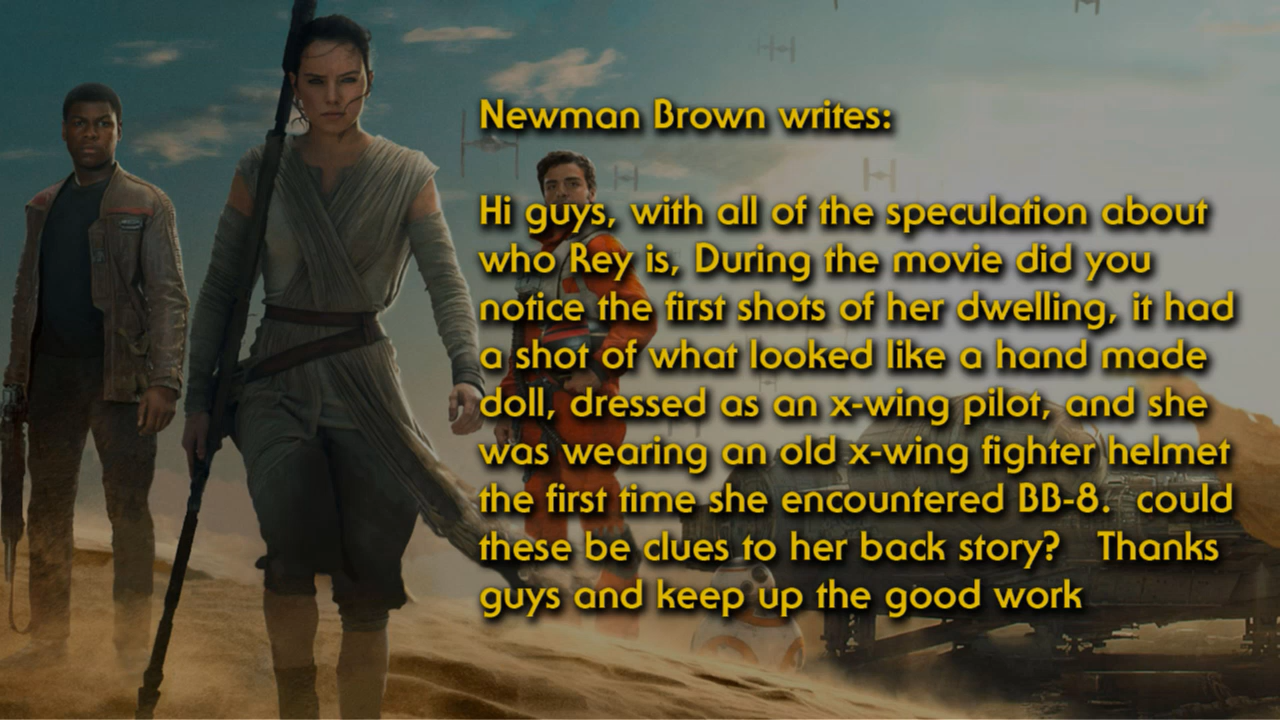 Newman Brown writes:
Hi guys, with all of the speculation about
who Rey is, During the movie did you
notice the first shots of her dwelling, it had
a shot of what looked like a hand made
doll, dressed as an x-wing pilot, and she
was wearing an old x-wing fighter helmet
the first time she encountered BB-8.  could
these be clues to her back story?   Thanks
guys and keep up the good work